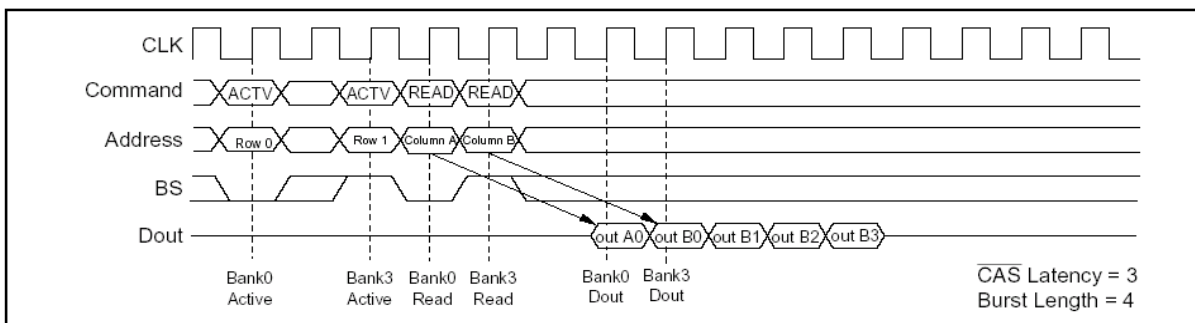 CLK
Command ACTV ACTV READ READ
Address Row 0 Row 1 Column A Column B
BS
Dout out A0 out B0 out B1 out B2 out B3
Bank0 Bank3 Bank0 Bank3 Bank0 Bank3
Active Active Read Read Dout Dout
CAS Latency = 3
Burst Length = 4